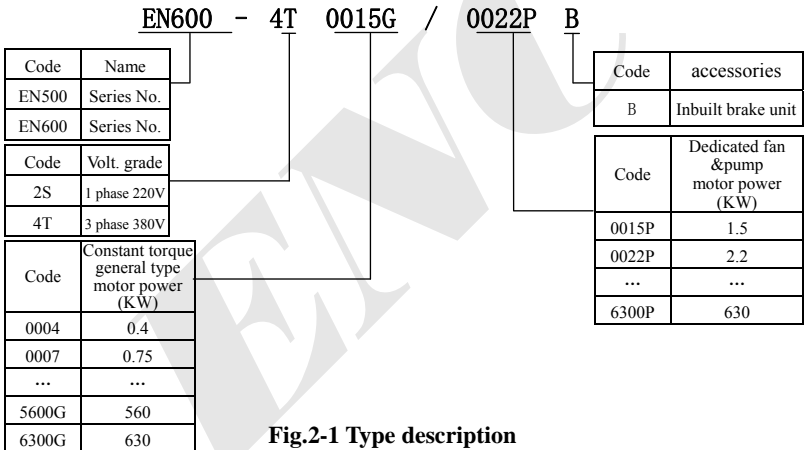 EN600 - 4T 0015G / 0022P B
Code Name
EN500 Series No.
EN600 Series No.
Code Volt. grade
2S 1 phase 220V
4T 3 phase 380V
Code Constant torque
general type
motor power
(KW)
0004 0.4
0007 0.75
... ...
5600G 560
6300G 630
Code accessories
B Inbuilt brake unit
Code Dedicated fan
&pump
motor power
(KW)
0015P 1.5
0022P 2.2
... ...
6300P 630
Fig.2-1 Type description
ENC